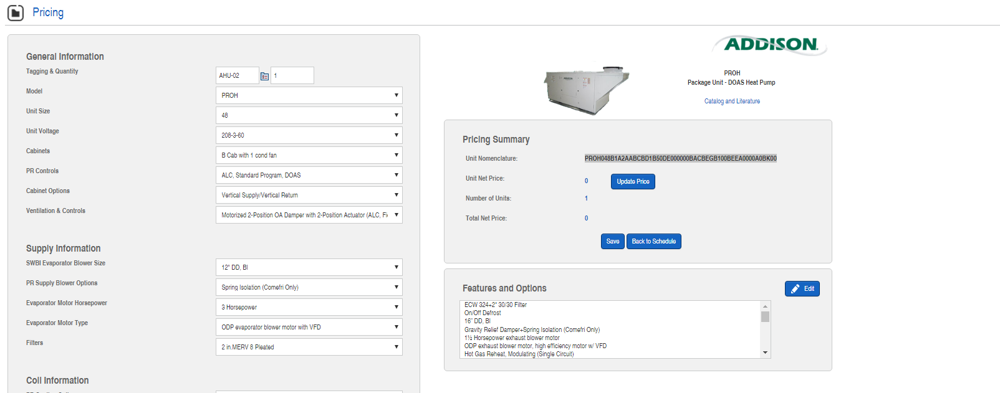 Pricing
General Information
Tagging & Quantity
AHU-02
1
Model
PROH
Unit Size
48
Unit Voltage
208-3-60
Cabinets
B Cab with 1 cond fan
PR Controls
ALC, Standard Program, DOAS
Cabinet Options
Vertical Supply/Vertical Return
Ventilation & Controls
Motorized 2-Position OA Damper with 2-Position Actuator (ALC, Fi
Supply Information
SWBI Evaporator Blower Size
12" DD, BI
PR Supply Blower Options
Spring Isolation (Comefri Only)
Evaporator Motor Horsepower
3 Horsepower
Evaporator Motor Type
ODP evaporator blower motor with VFD
Filters
2 in.MERV 8 Pleated
Coil Information
ADDISON.
PROH
Package Unit - DOAS Heat Pump
Catalog and Literature
Pricing Summary
Unit Nomenclature:
PROH048B1A2AABCBD1B50DE000000BACBEGB100BEEA0000A0BK00
Unit Net Price:
0
Update Price
Number of Units:
1
Total Net Price:
0
Save
Back to Schedule
Features and Options
Edit
ECW 324+2" 30/30 Filter
On/Off Defrost
16" DD, BI
Gravity Relief Damper+Spring Isolation (Comefri Only)
1½ Horsepower exhaust blower motor
ODP exhaust blower motor, high efficiency motor w/ VFD
Hot Gas Reheat, Modulating (Single Circuit)